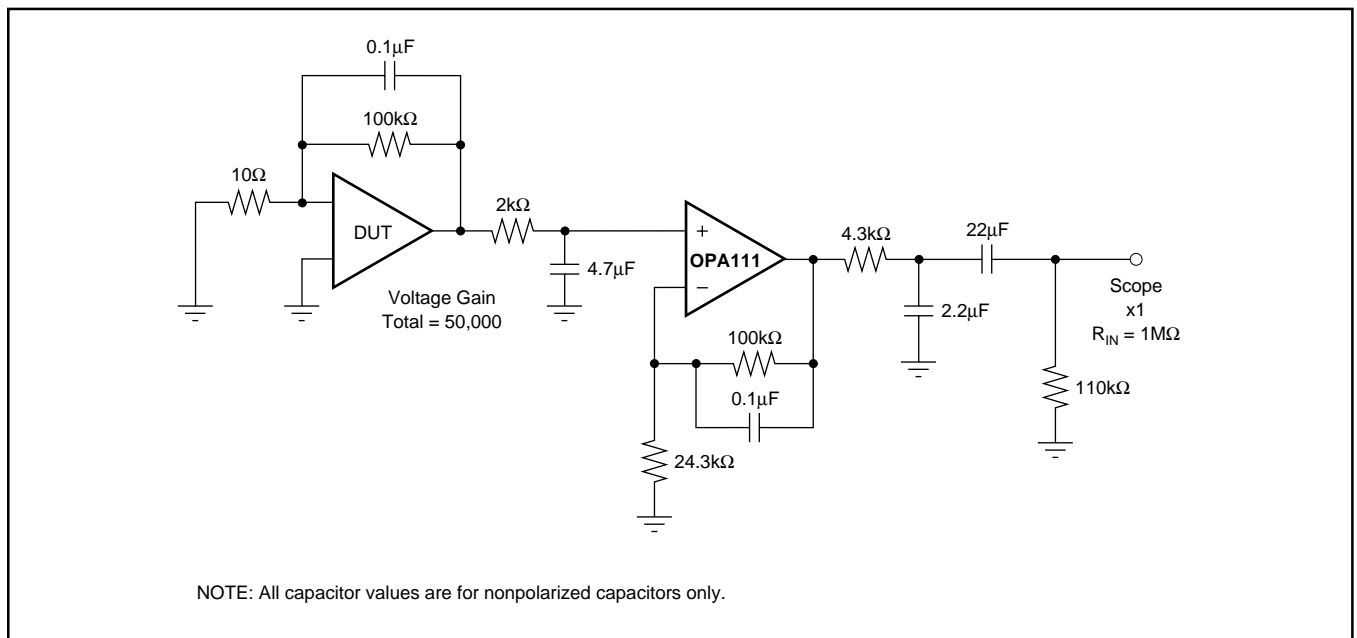 0.1μF
100kΩ
10Ω
DUT
Voltage Gain
Total = 50,000
2kΩ
4.7μF
+
OPA111
−
100kΩ
0.1μF
24.3kΩ
4.3kΩ
2.2μF
22μF
110kΩ
Scope
x1
RIN = 1MΩ
NOTE: All capacitor values are for nonpolarized capacitors only.